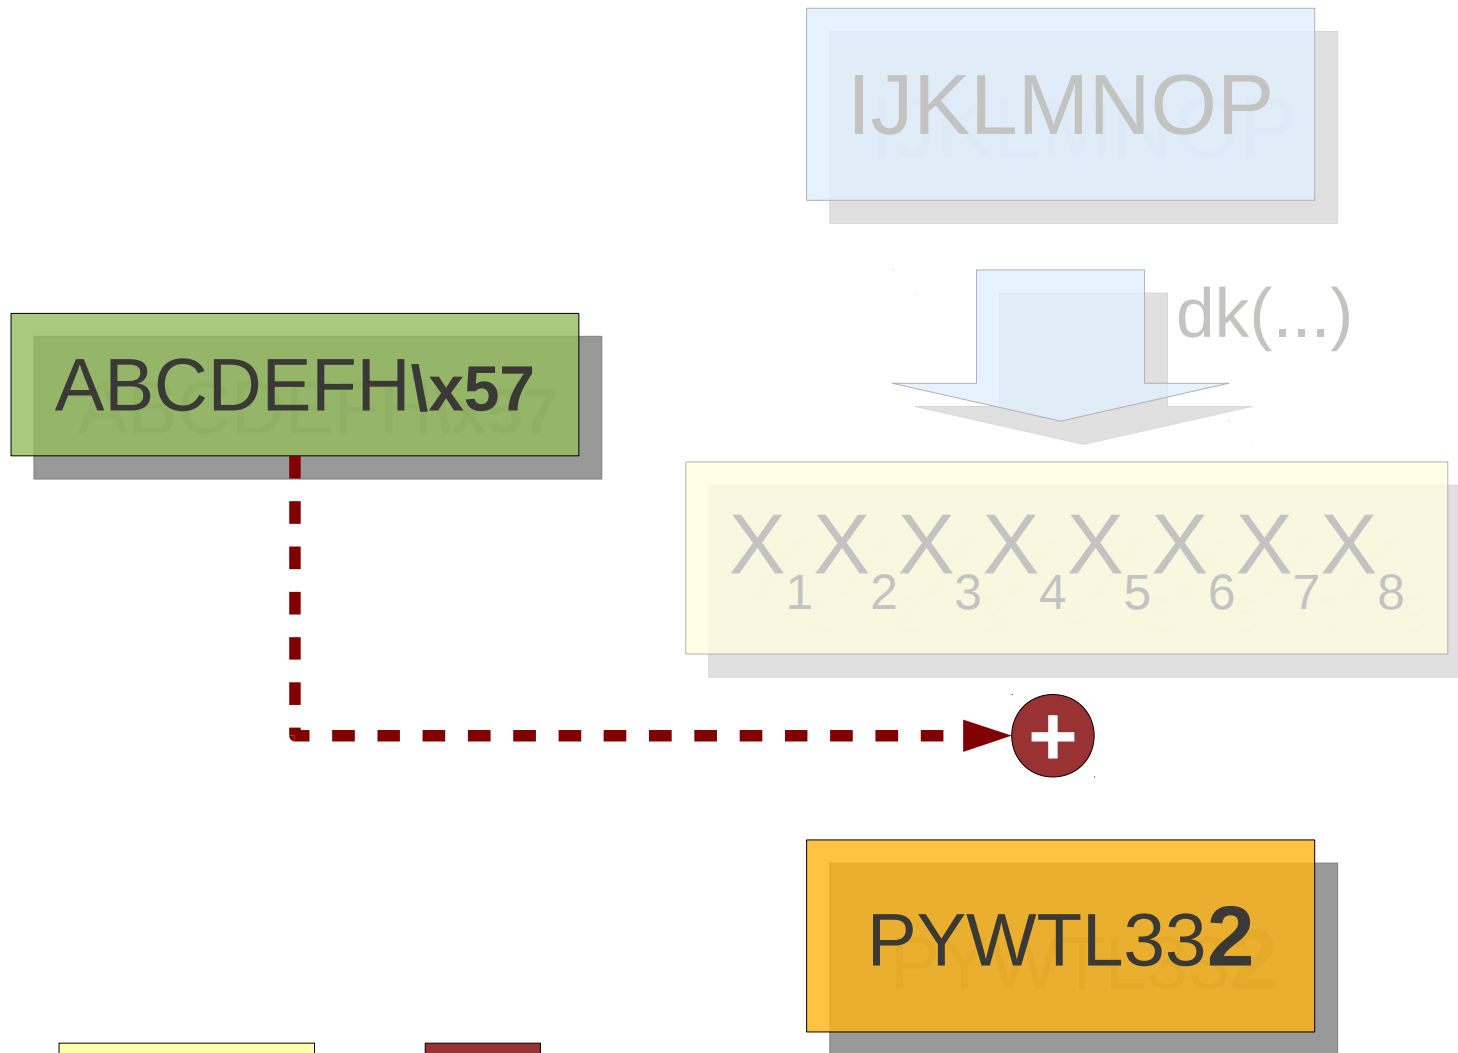 IJKLMNOP
dk(...)
ABCDEFH\x57
X1X2X3X4X5X6X7X8
PYWTL332